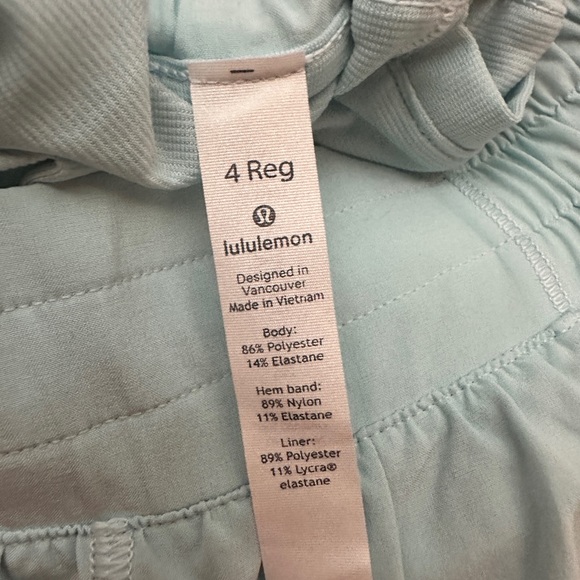 4 Reg
lululemon
Designed in
Vancouver
Made in Vietnam
Body:
86% Polyester
14% Elastane
Hem band:
89% Nylon
11% Elastane
Liner:
89% Polyester
11% Lycra®
elastane